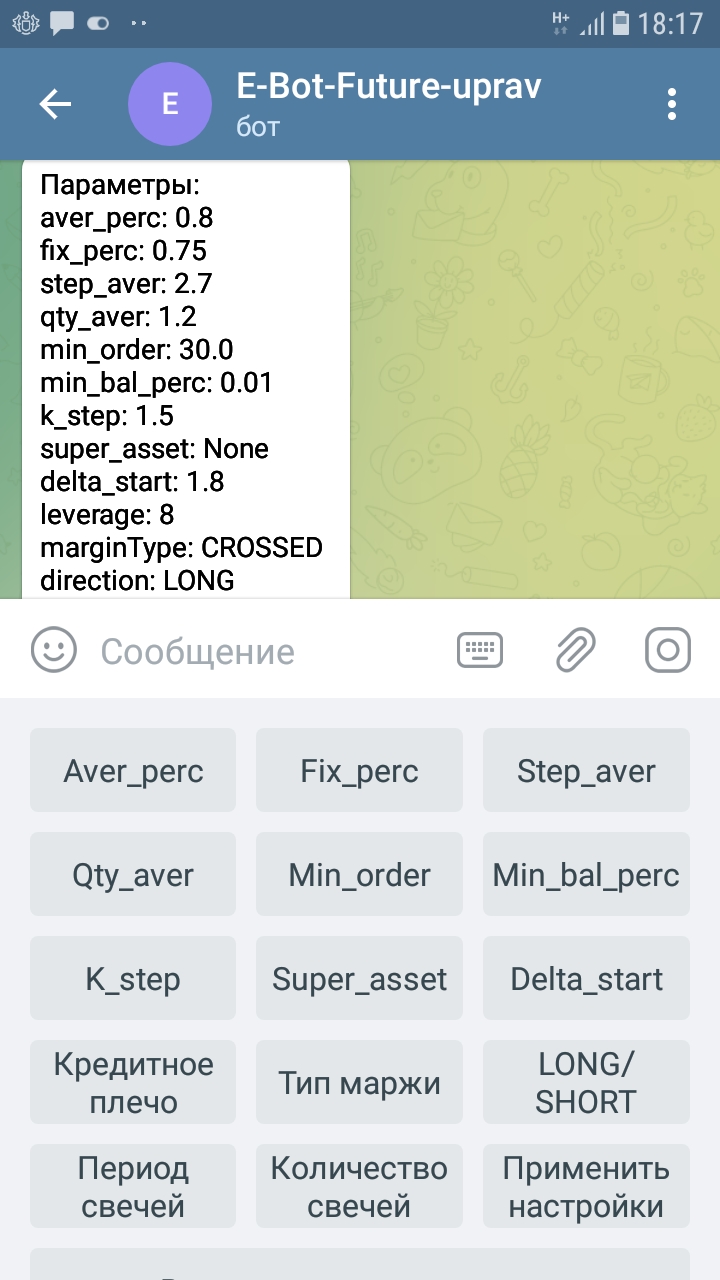 H+ 18:17
E
E-Bot-Future-uprav
бот
Параметры:
aver_perc: 0.8
fix_perc: 0.75
step_aver: 2.7
qty_aver: 1.2
min_order: 30.0
min_bal_perc: 0.01
k_step: 1.5
super_asset: None
delta_start: 1.8
leverage: 8
marginType: CROSSED
direction: LONG
Сообщение
Aver_perc
Fix_perc
Step_aver
Qty_aver
Min_order
Min_bal_perc
K_step
Super_asset
Delta_start
Кредитное
плечо
Тип маржи
LONG/
SHORT
Период
свечей
Количество
свечей
Применить
настройки